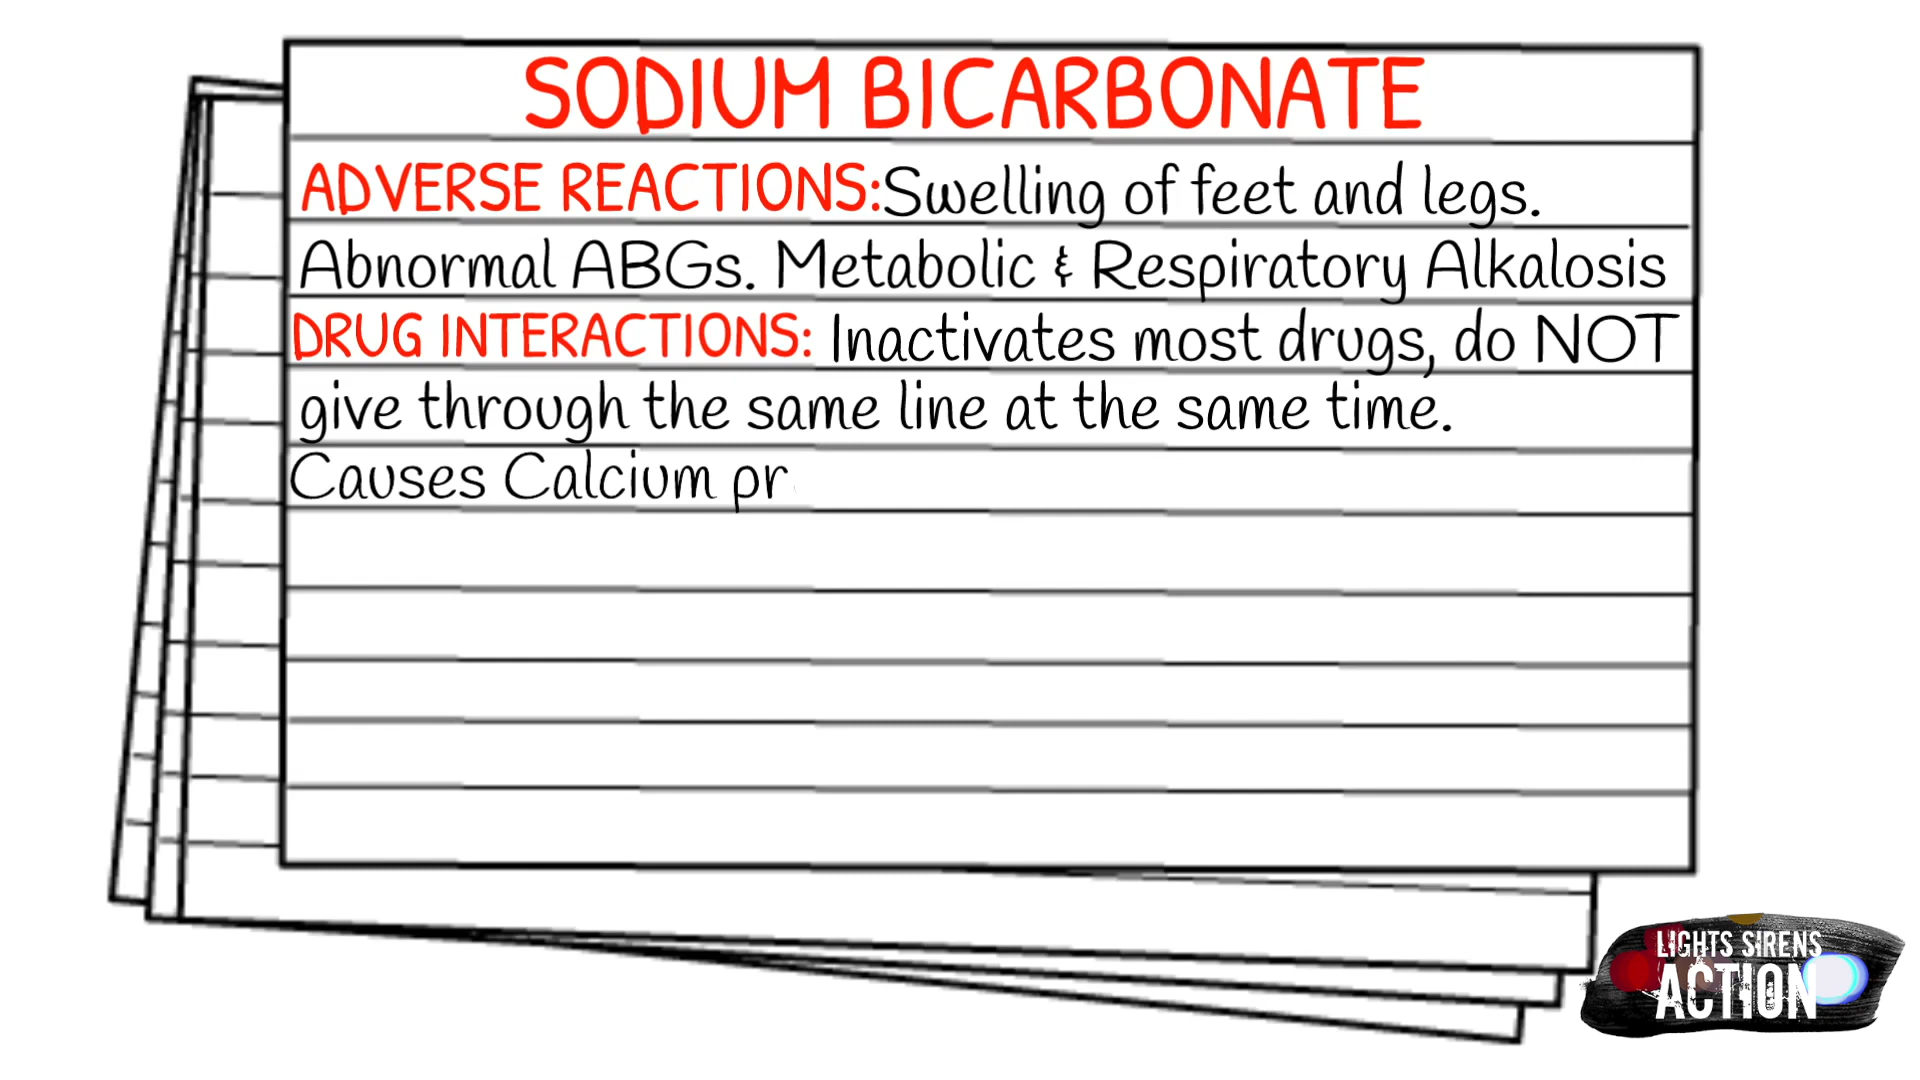 SODIUM BICARBONATE
ADVERSE REACTIONS:Swelling of feet and legs.
Abnormal ABGs. Metabolic & Respiratory Alkalosis
DRUG INTERACTIONS: Inactivates most drugs, do NOT
give through the same line at the same time.
Causes Calcium pr
LIGHTS SIRENS
ACTION